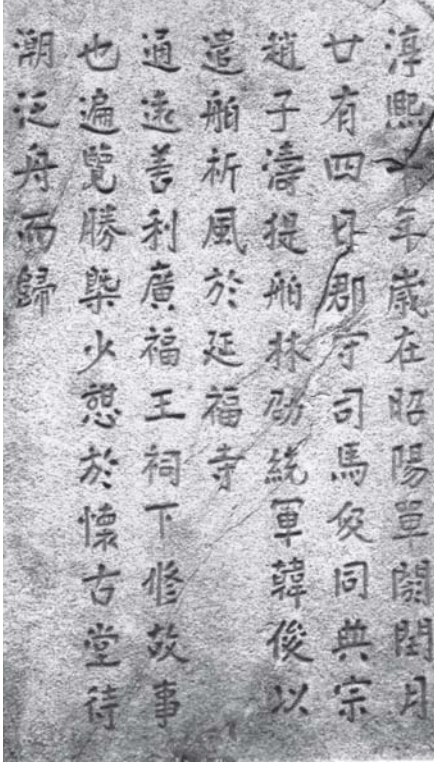 淳熙十年歲在昭陽單閼閏月
廿有四日郡守司馬伋同典宗
趙子濤提舶林劭統軍韓俊以
遣舶祈風於延福寺
通遠善利廣福王祠下修故事
也遍覽勝槩少憩於懷古堂待
潮泛舟而歸